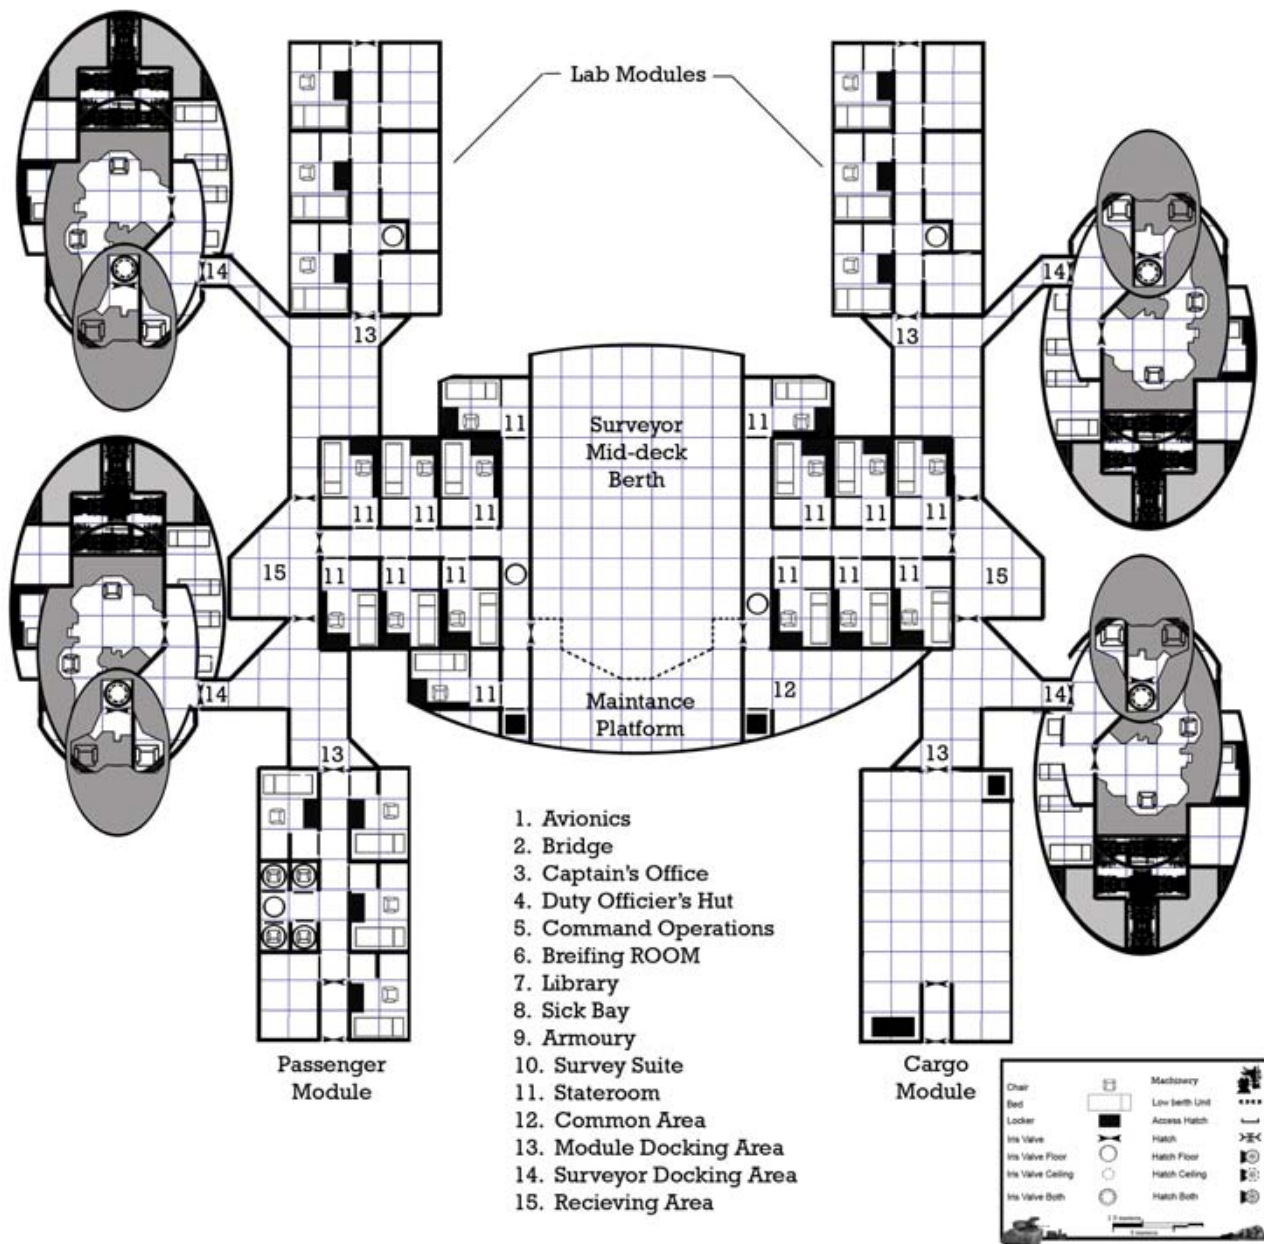 Lab Modules
14
14
13
13
11
Surveyor
Mid-deck
Berth
11
11
11
11
11
11
11
15
11
11
11
11
11
11
15
14
11
Maintance
Platform
12
14
13
13
1. Avionics
2. Bridge
3. Captain's Office
4. Duty Officier's Hut
5. Command Operations
6. Breifing ROOM
7. Library
8. Sick Bay
9. Armoury
10. Survey Suite
11. Stateroom
12. Common Area
13. Module Docking Area
14. Surveyor Docking Area
15. Recieving Area
Passenger
Module
Cargo
Module
Chair
Machinery
Bed
Low berth Unit
Locker
Access Hatch
Iris Valve
Hatch
Iris Valve Floor
Hatch Floor
Iris Valve Ceiling
Hatch Ceiling
Iris Valve Both
Hatch Both